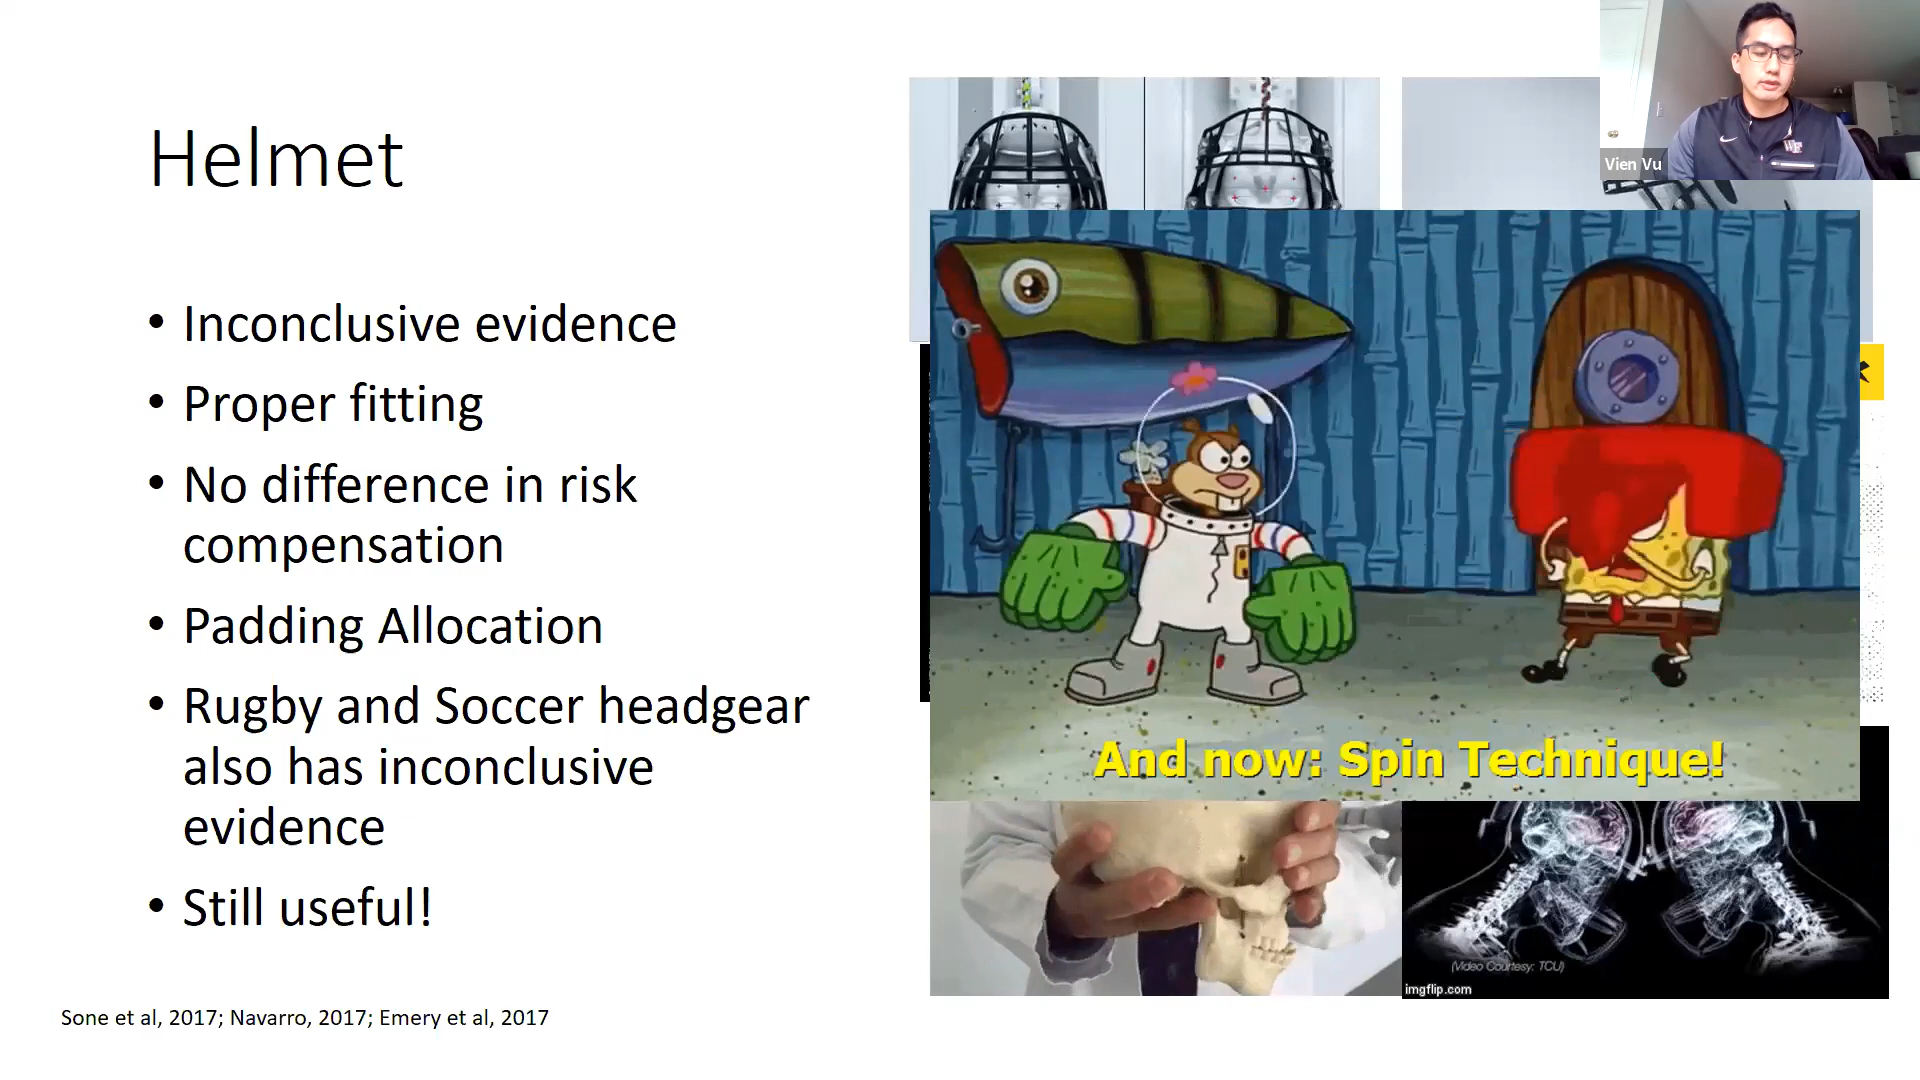 Helmet
• Inconclusive evidence
• Proper fitting
• No difference in risk
compensation
• Padding Allocation
• Rugby and Soccer headgear
also has inconclusive
evidence
• Still useful!
Sone et al, 2017; Navarro, 2017; Emery et al, 2017
Vien Vu
WF
And now: Spin Technique!
(Video Courtesy: TCU)
imgflip.com